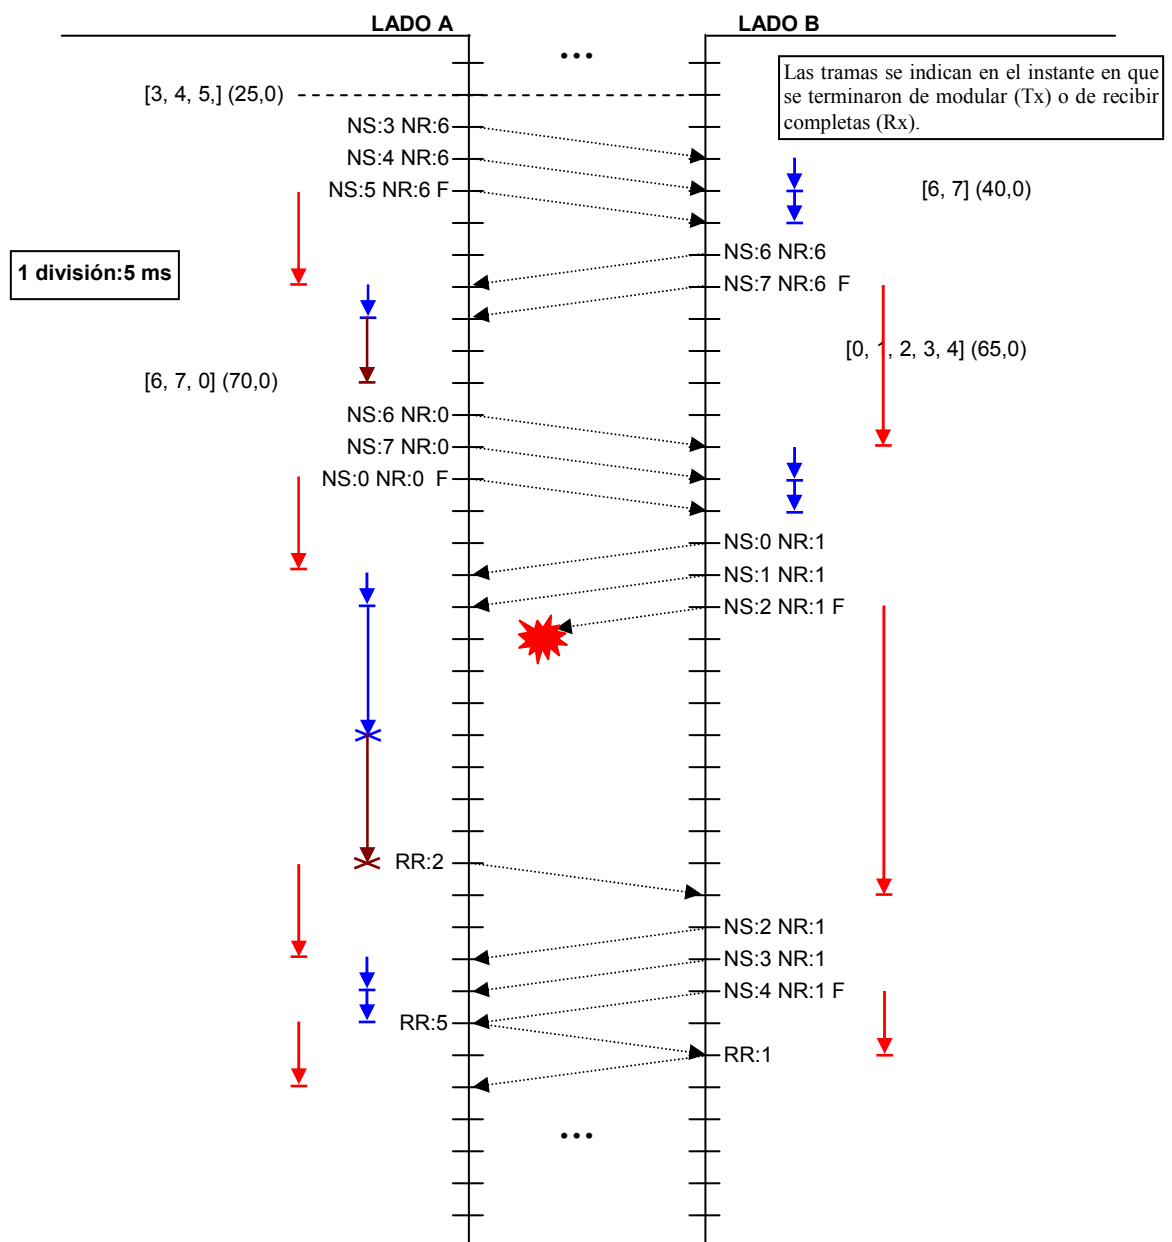 LADO A
LADO B
...
Las tramas se indican en el instante en que
se terminaron de modular (Tx) o de recibir
completas (Rx).
[3, 4, 5,] (25,0)
NS:3 NR:6
NS:4 NR:6
NS:5 NR:6 F
[6, 7] (40,0)
1 división:5 ms
NS:6 NR:6
NS:7 NR:6 F
[0, 1, 2, 3, 4] (65,0)
[6, 7, 0] (70,0)
NS:6 NR:0
NS:7 NR:0
NS:0 NR:0 F
NS:0 NR:1
NS:1 NR:1
NS:2 NR:1 F
RR:2
NS:2 NR:1
NS:3 NR:1
NS:4 NR:1 F
RR:5
RR:1
...